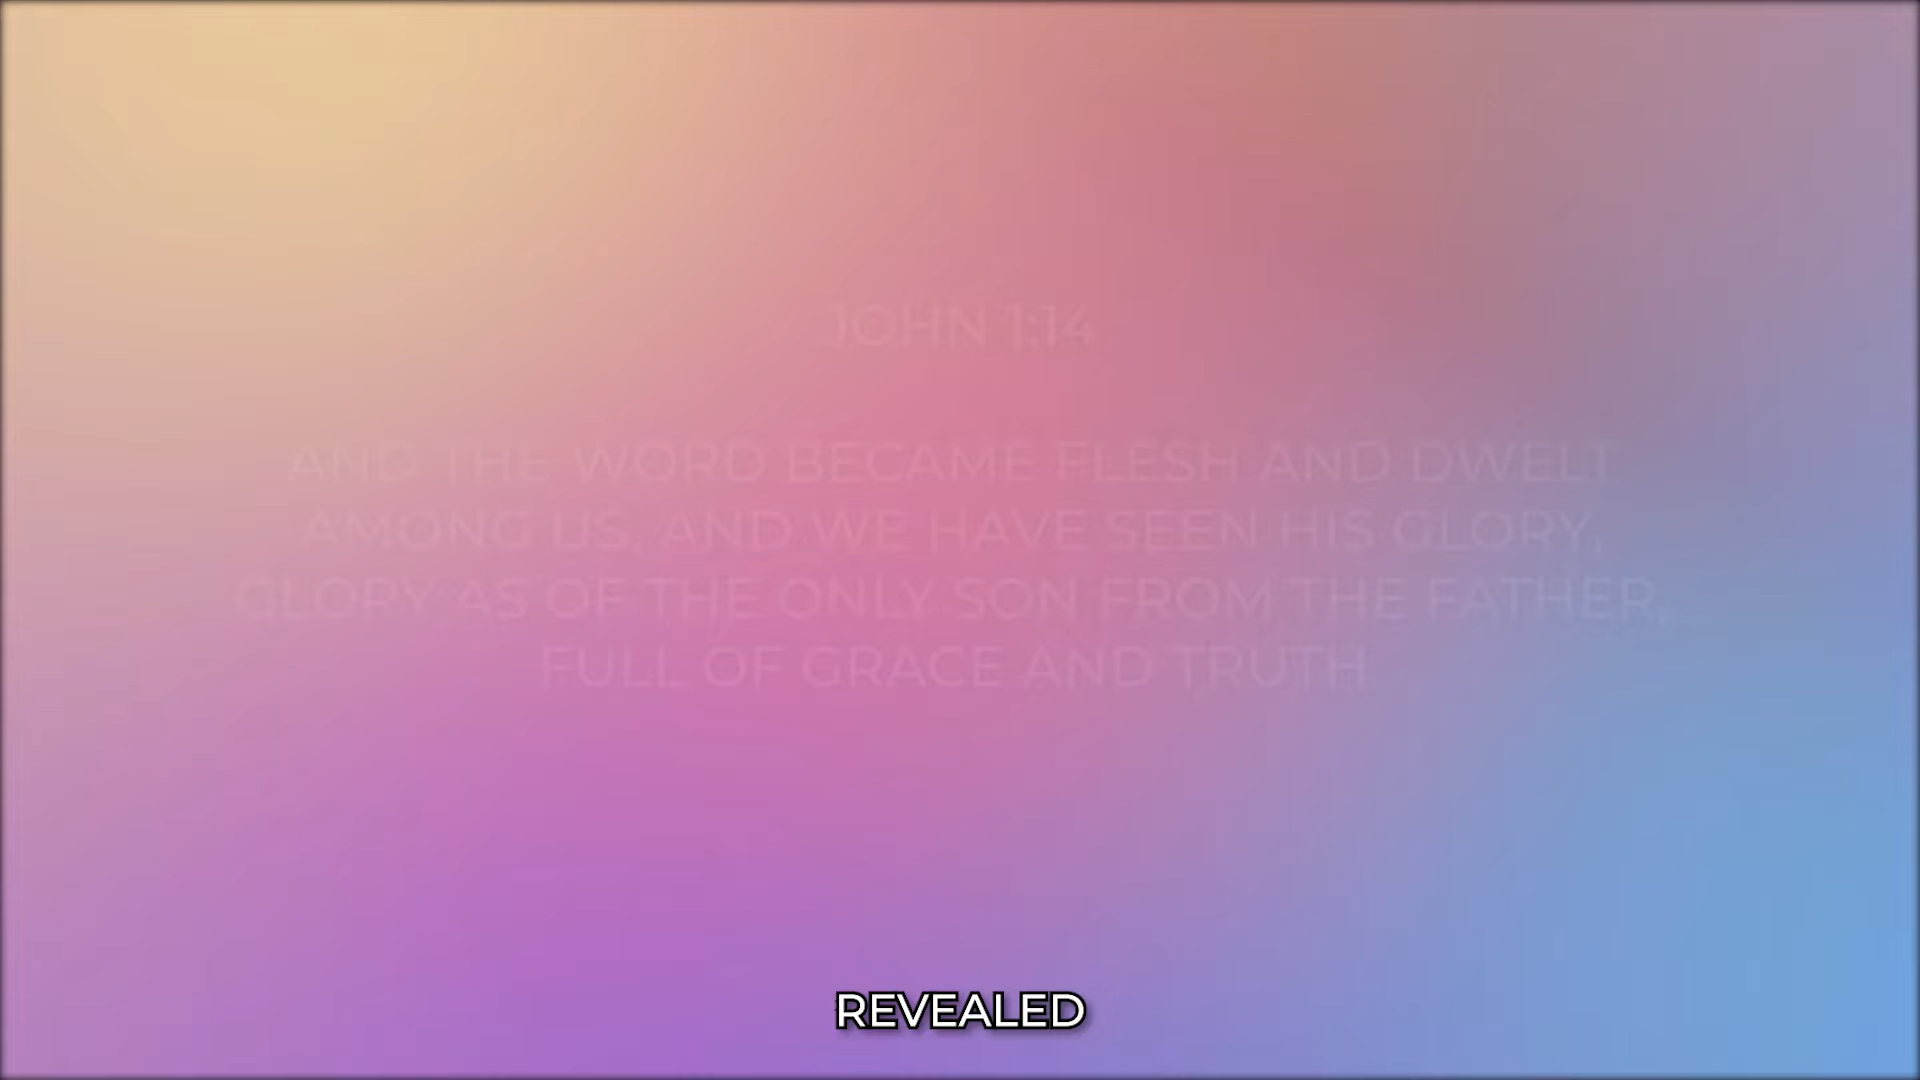 JOHN 1:14
AND THE WORD BECAME FLESH AND DWELT
AMONG US, AND WE HAVE SEEN HIS GLORY,
GLORY AS OF THE ONLY SON FROM THE FATHER,
FULL OF GRACE AND TRUTH
REVEALED